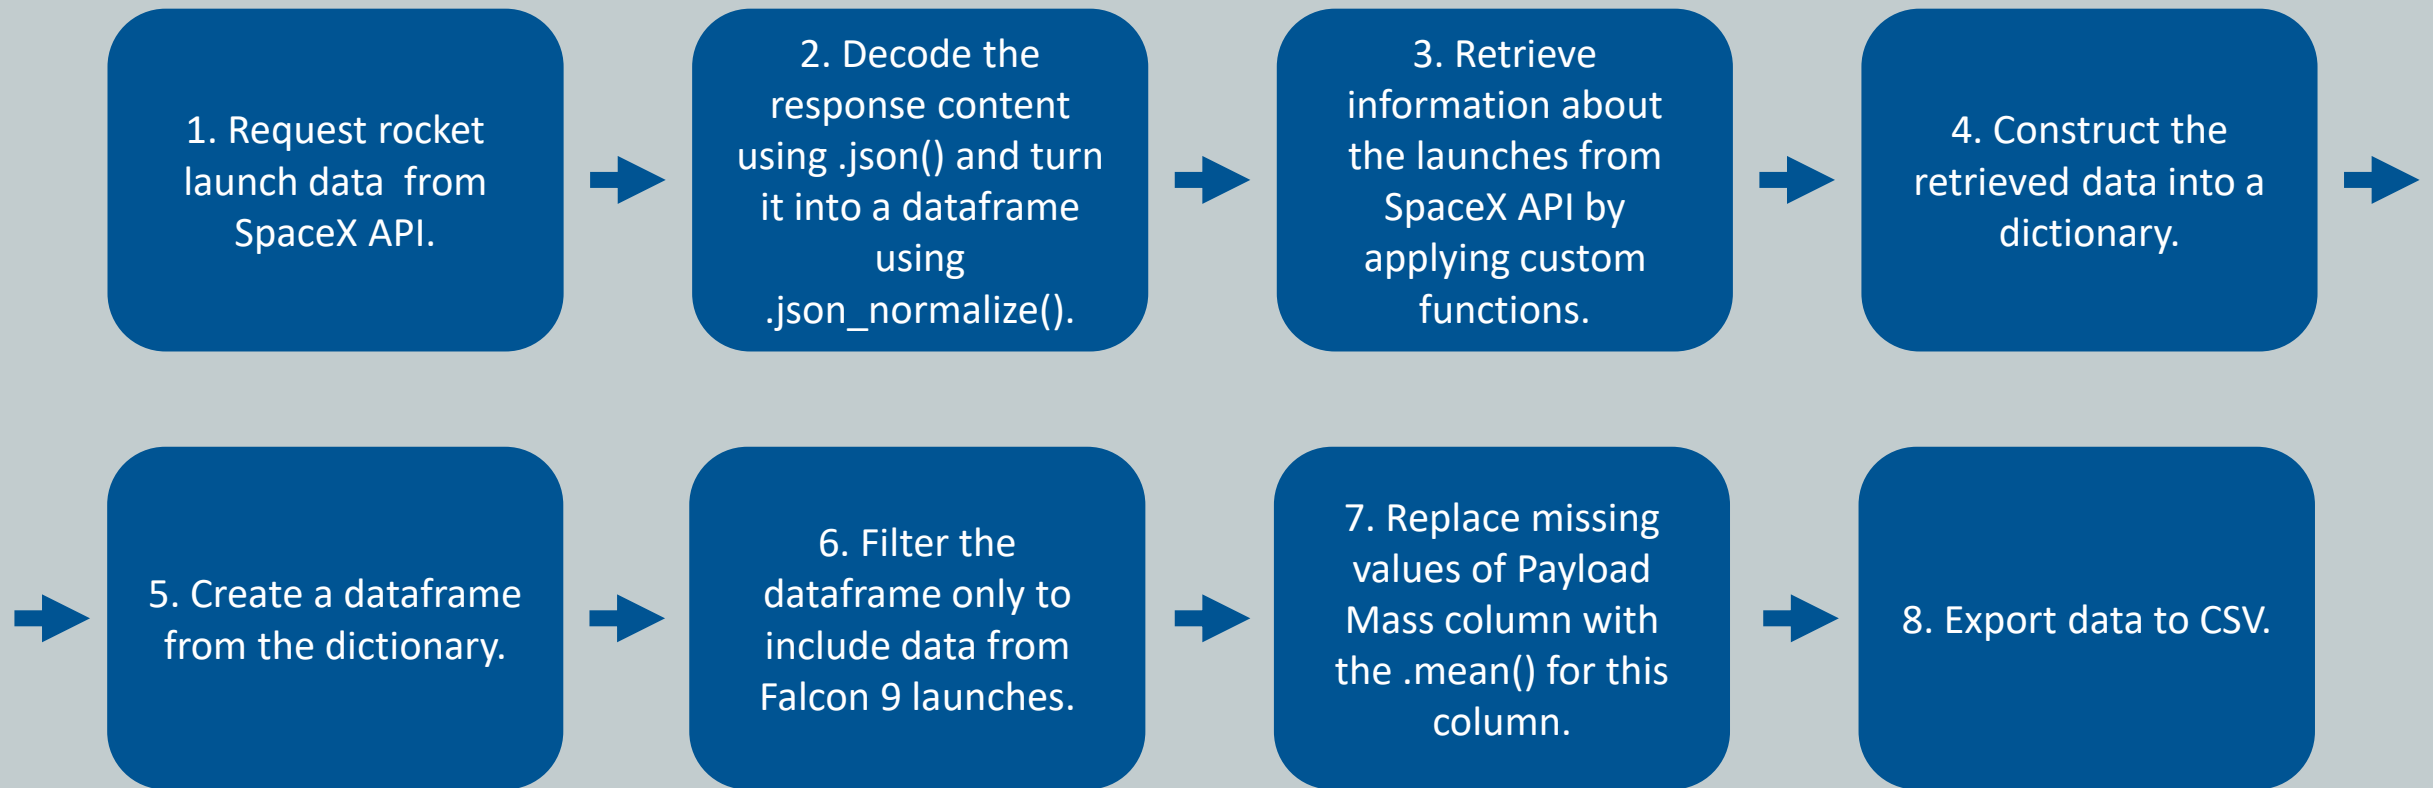 1. Request rocket
launch data  from
SpaceX API.
2. Decode the
response content
using .json() and turn
it into a dataframe
using
.json_normalize().
3. Retrieve
information about
the launches from
SpaceX API by
applying custom
functions.
4. Construct the
retrieved data into a
dictionary.
5. Create a dataframe
from the dictionary.
6. Filter the
dataframe only to
include data from
Falcon 9 launches.
7. Replace missing
values of Payload
Mass column with
the .mean() for this
column.
8. Export data to CSV.